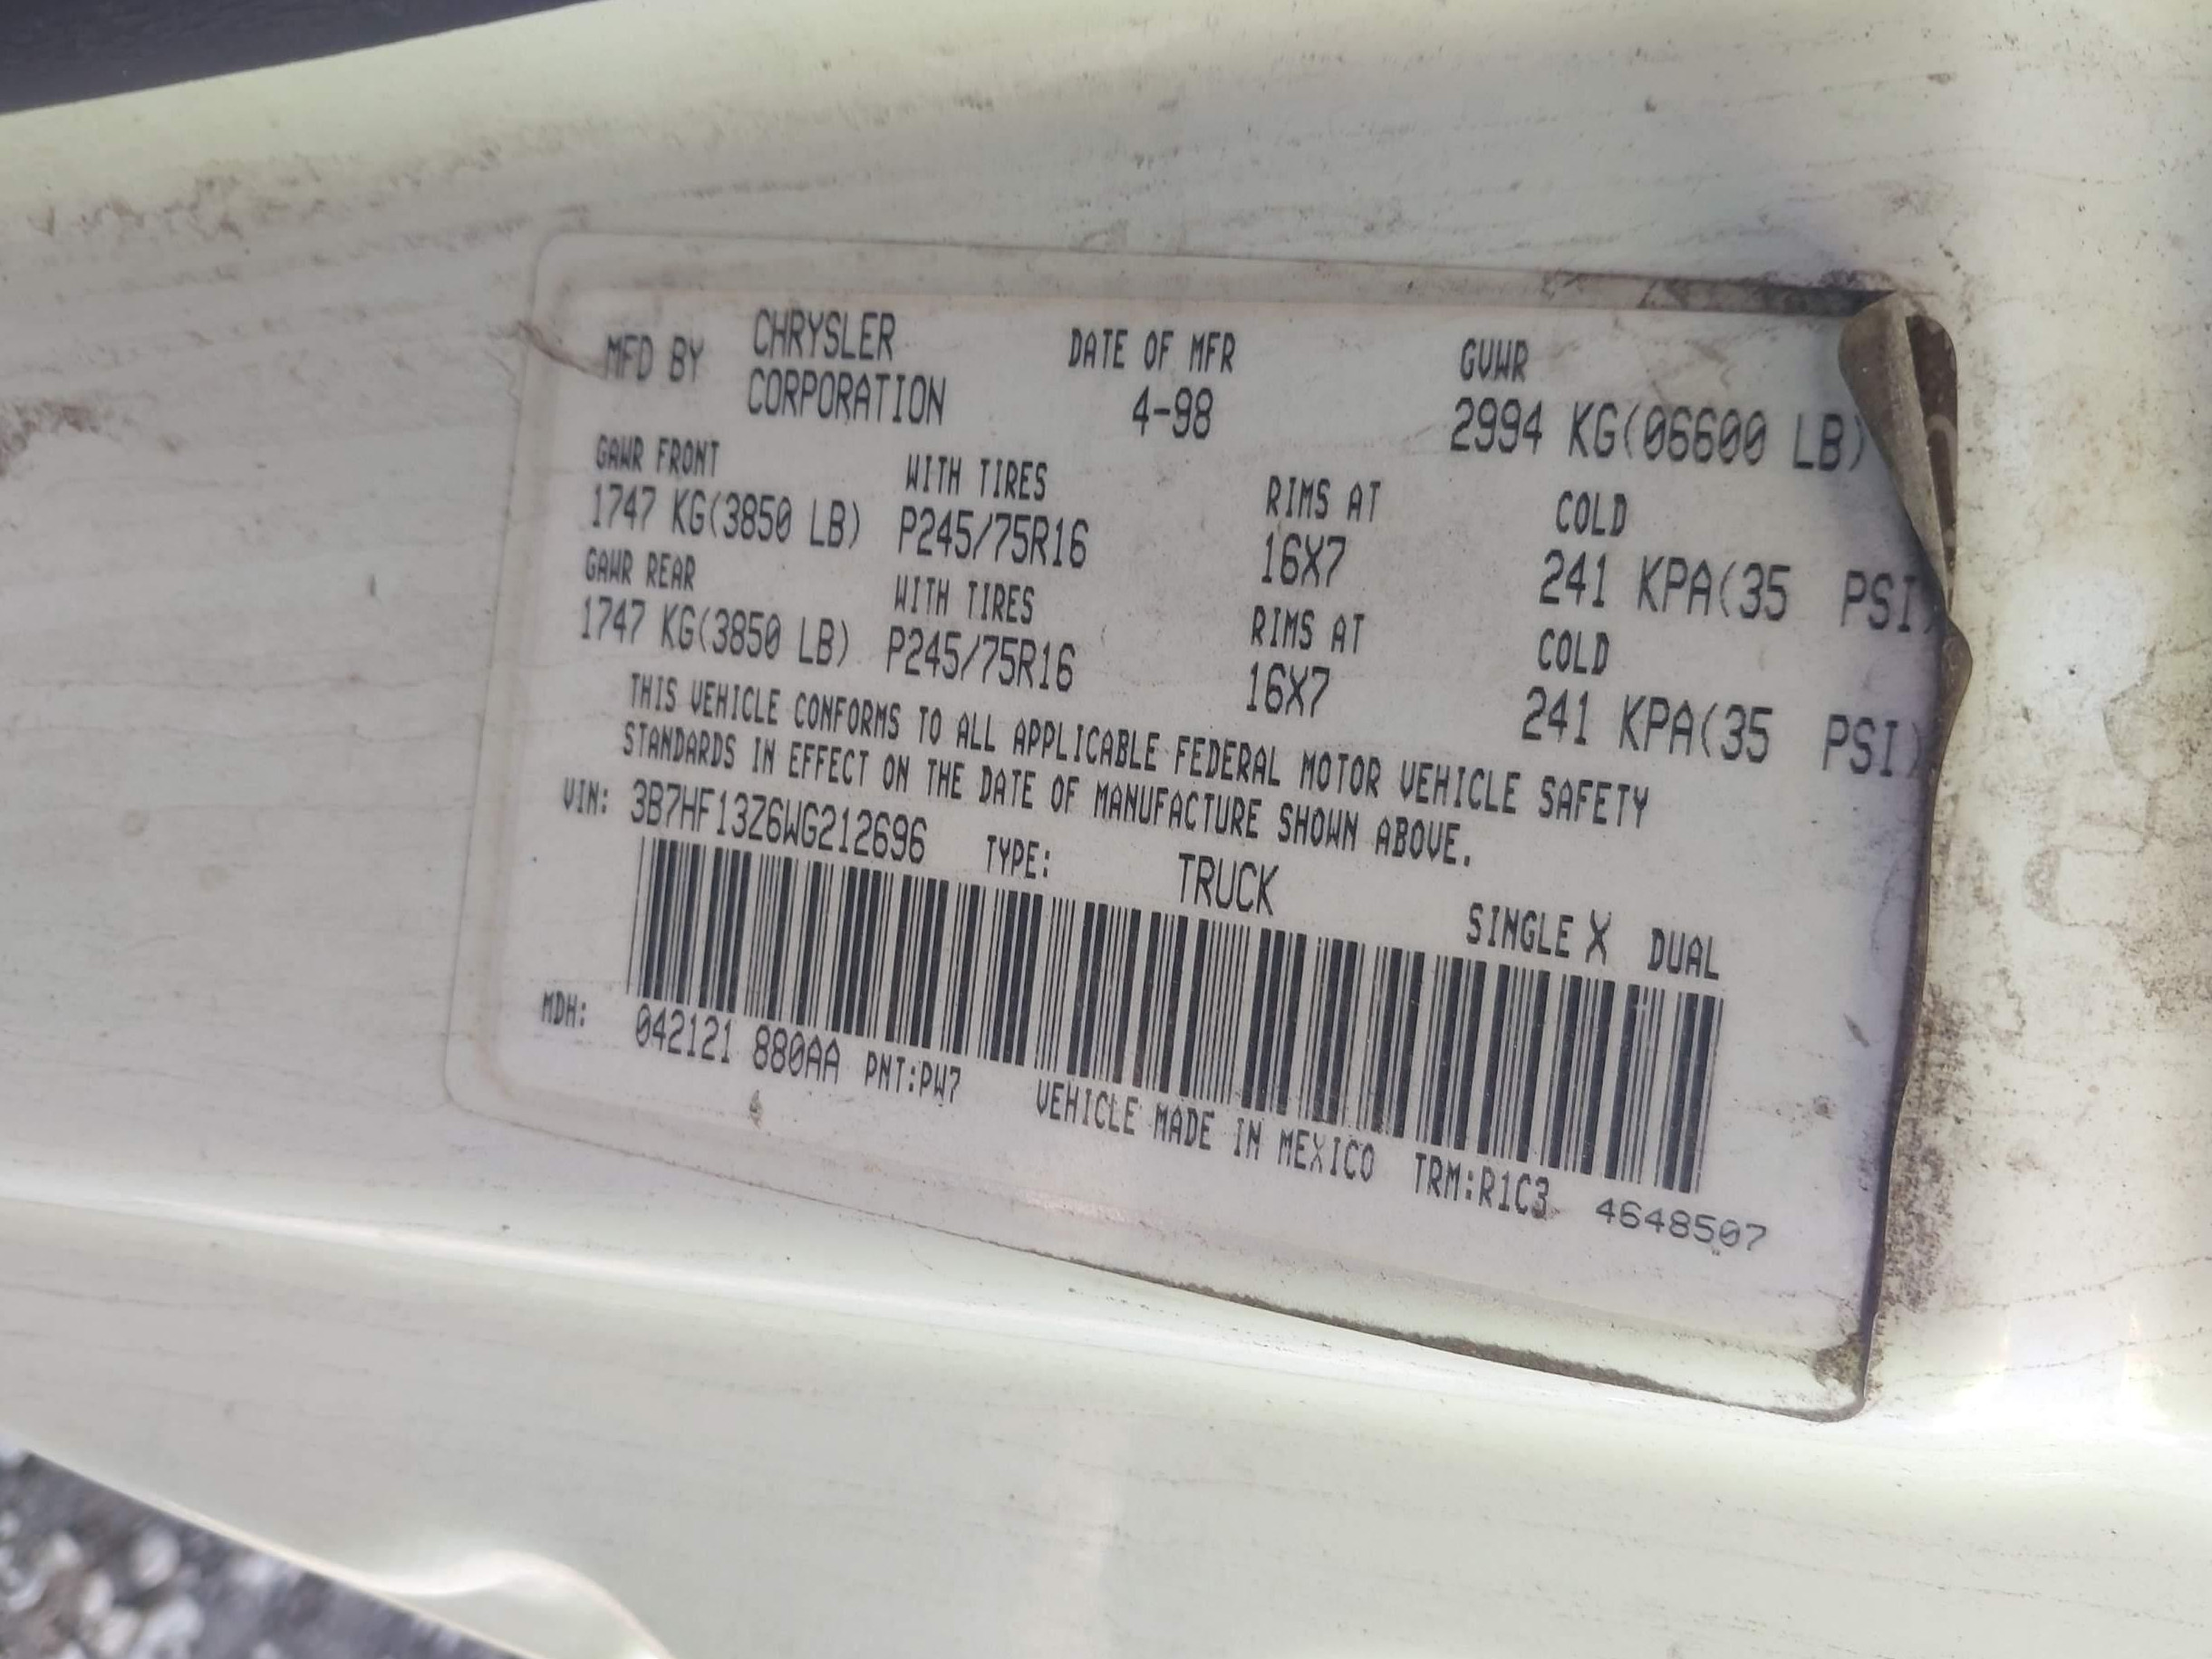 MFD BY CHRYSLER CORPORATION DATE OF MFR 4-98 GVWR 2994 KG(06600 LB)
GAWR FRONT WITH TIRES RIMS AT COLD
1747 KG(3850 LB) P245/75R16 16X7 241 KPA(35 PSI)
GAWR REAR WITH TIRES RIMS AT COLD
1747 KG(3850 LB) P245/75R16 16X7 241 KPA(35 PSI)
THIS VEHICLE CONFORMS TO ALL APPLICABLE FEDERAL MOTOR VEHICLE SAFETY
STANDARDS IN EFFECT ON THE DATE OF MANUFACTURE SHOWN ABOVE.
VIN: 3B7HF13Z6WG212696 TYPE: TRUCK SINGLE X DUAL
MDH: 042121 880AA PNT:PW7 VEHICLE MADE IN MEXICO TRM:R1C3 4648507